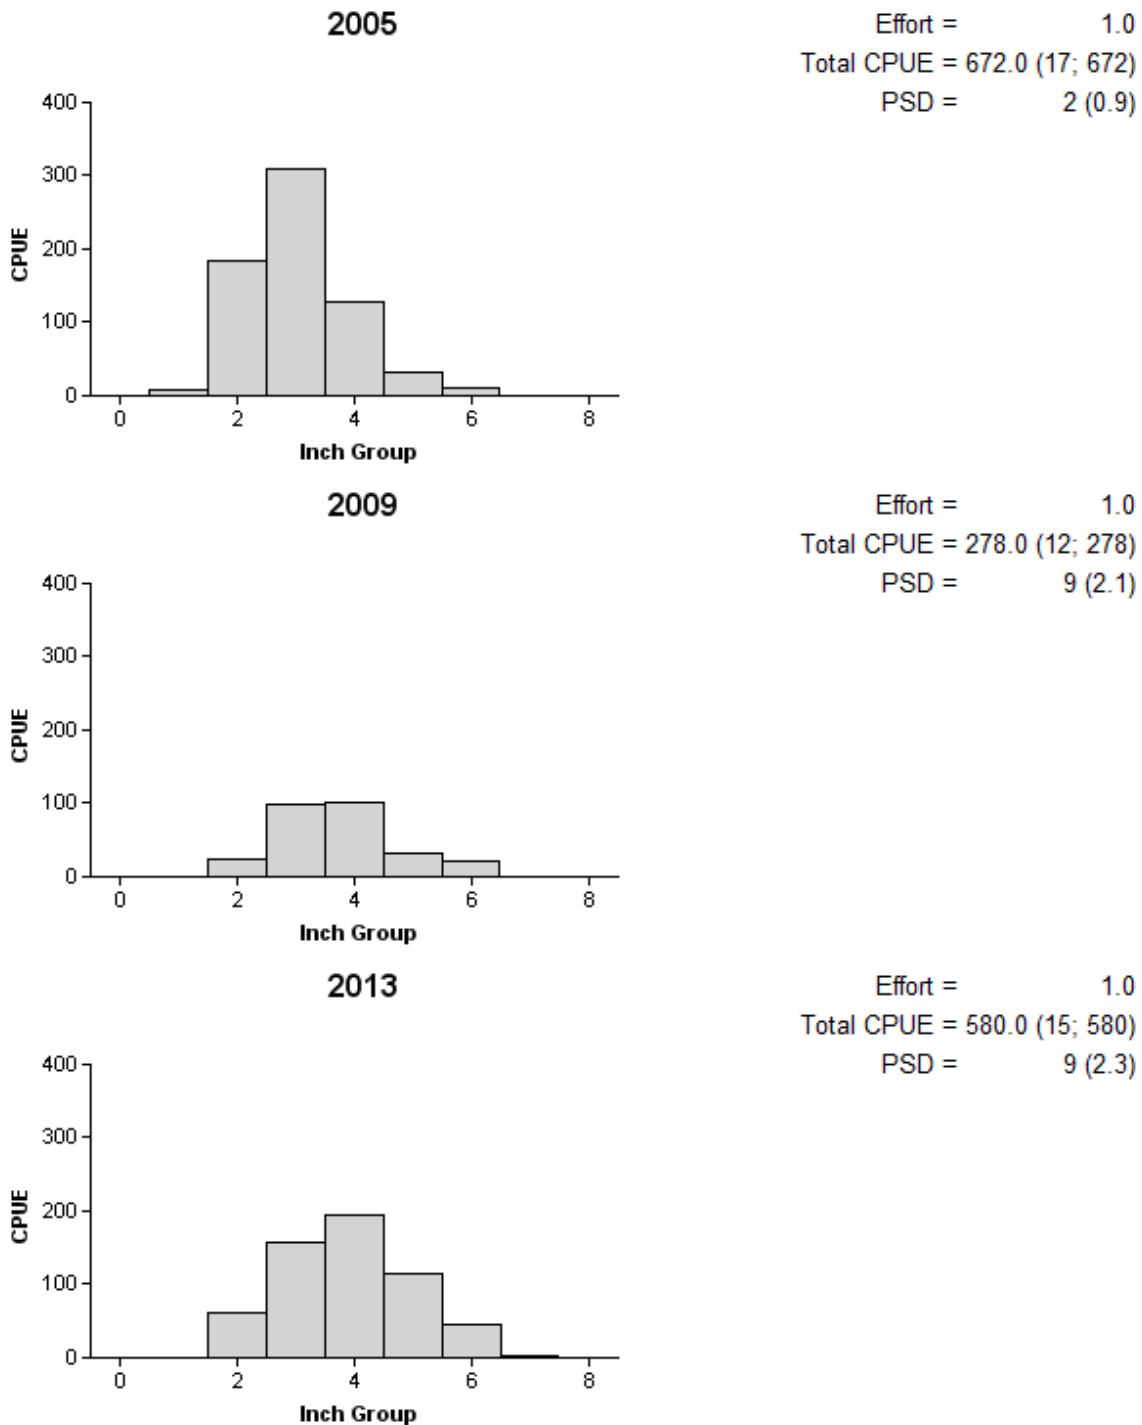 2005
Effort = 1.0
Total CPUE = 672.0 (17; 672)
PSD = 2 (0.9)
400
300
200
100
0
CPUE
0 2 4 6 8
Inch Group
2009
Effort = 1.0
Total CPUE = 278.0 (12; 278)
PSD = 9 (2.1)
400
300
200
100
0
CPUE
0 2 4 6 8
Inch Group
2013
Effort = 1.0
Total CPUE = 580.0 (15; 580)
PSD = 9 (2.3)
400
300
200
100
0
CPUE
0 2 4 6 8
Inch Group